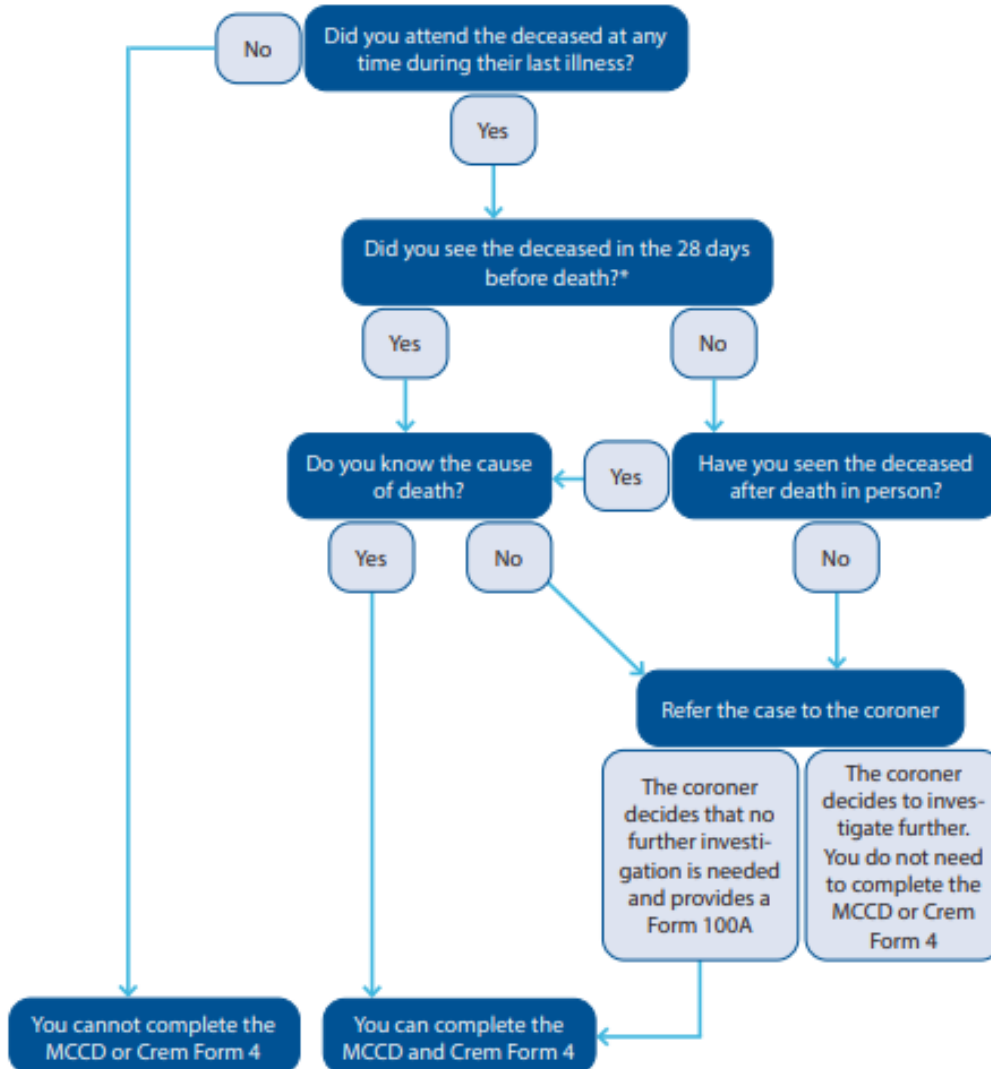 No
Did you attend the deceased at any
time during their last illness?
Yes
Did you see the deceased in the 28 days
before death?*
Yes
No
Do you know the cause
of death?
Yes
Have you seen the deceased
after death in person?
Yes
No
No
Refer the case to the coroner
The coroner
decides that no
further investi-
gation is needed
and provides a
Form 100A
The coroner
decides to inves-
tigate further.
You do not need
to complete the
MCCD or Crem
Form 4
You cannot complete the
MCCD or Crem Form 4
You can complete the
MCCD and Crem Form 4